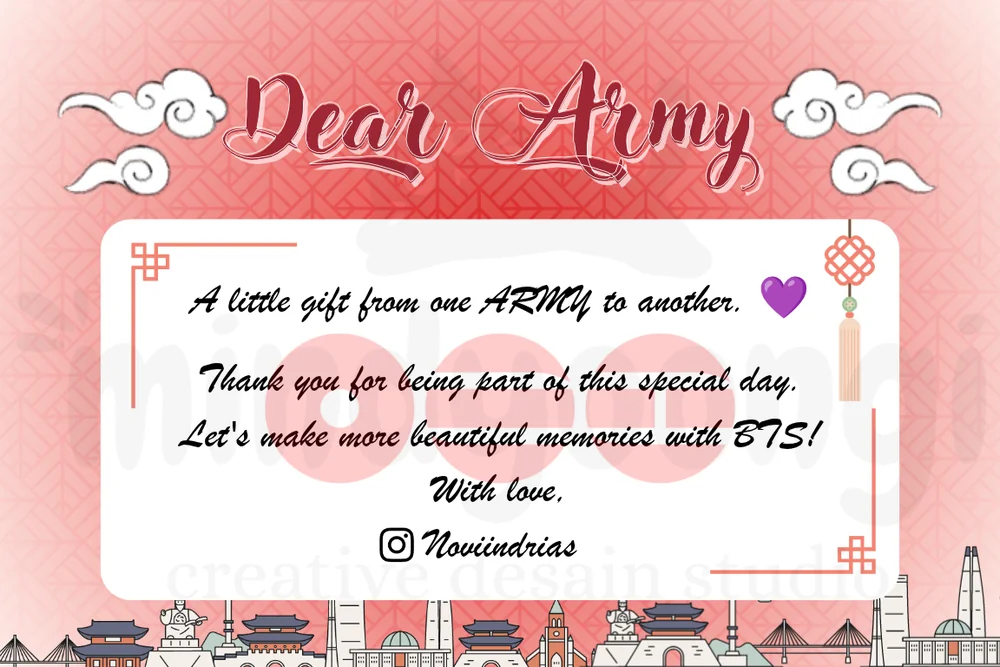 Dear Army
A little gift from one ARMY to another. 💜
Thank you for being part of this special day.
Let's make more beautiful memories with BTS!
With love,
Noviindrias
mindyoongi
creative desain studio